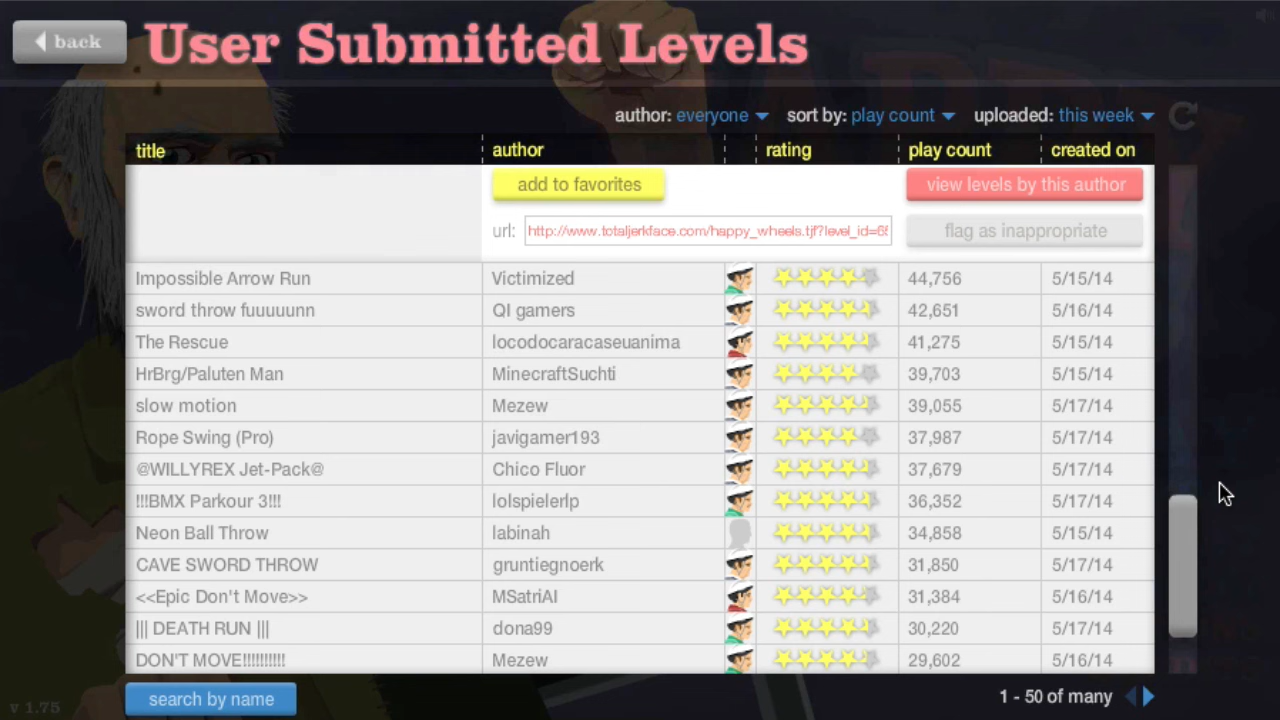 back
User Submitted Levels
author: everyone sort by: play count uploaded: this week
title author rating play count created on
add to favorites view levels by this author
url: http://www.totaljerkface.com/happy_wheels.tjf?level_id=6 flag as inappropriate
Impossible Arrow Run Victimized 44,756 5/15/14
sword throw fuuuuunn QI gamers 42,651 5/16/14
The Rescue locodocaracaseuanima 41,275 5/15/14
HrBrg/Paluten Man MinecraftSuchti 39,703 5/15/14
slow motion Mezew 39,055 5/17/14
Rope Swing (Pro) javigamer193 37,987 5/17/14
@WILLYREX Jet-Pack@ Chico Fluor 37,679 5/17/14
!!!BMX Parkour 3!!! lolspielerlp 36,352 5/17/14
Neon Ball Throw labinah 34,858 5/15/14
CAVE SWORD THROW gruntiegnoerk 31,850 5/17/14
<<Epic Don't Move>> MSatriAI 31,384 5/16/14
||| DEATH RUN ||| dona99 30,220 5/17/14
DON'T MOVE!!!!!!!!!! Mezew 29,602 5/16/14
search by name 1 - 50 of many
v 1.75